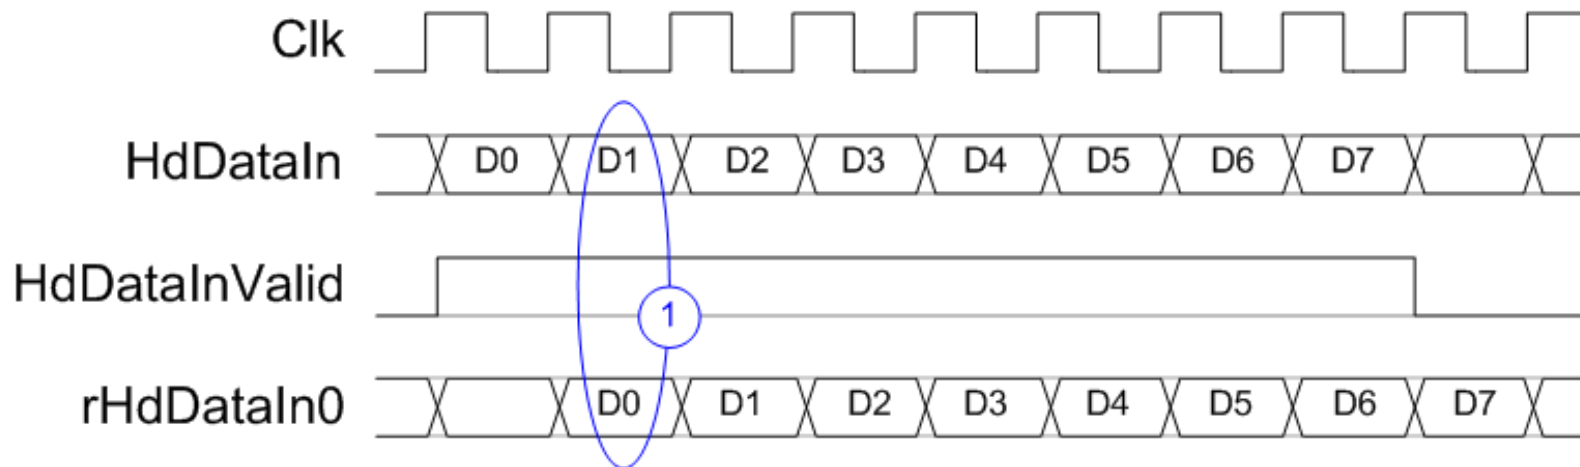 Clk
HdDataIn D0 D1 D2 D3 D4 D5 D6 D7
HdDataInValid
1
rHdDataIn0 D0 D1 D2 D3 D4 D5 D6 D7